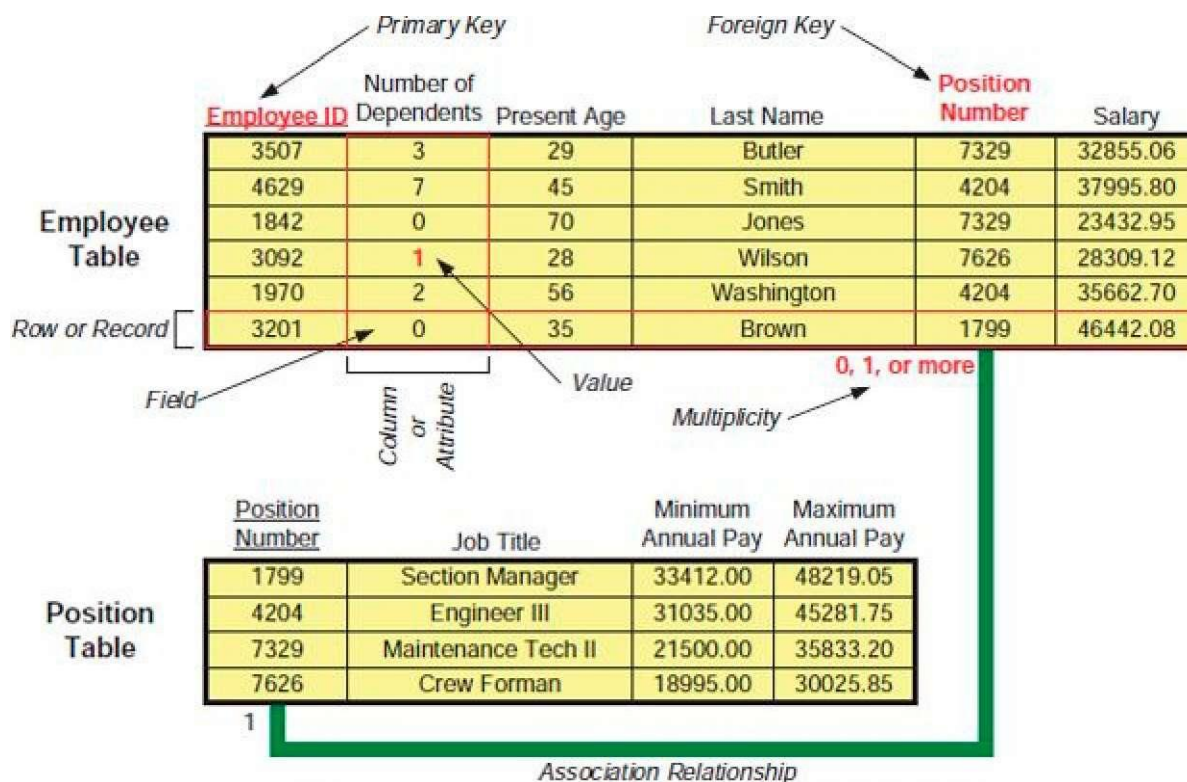 Primary Key
Foreign Key
Employee ID Number of Dependents Present Age Last Name Position Number Salary
Employee Table
3507 3 29 Butler 7329 32855.06
4629 7 45 Smith 4204 37995.80
1842 0 70 Jones 7329 23432.95
3092 1 28 Wilson 7626 28309.12
1970 2 56 Washington 4204 35662.70
Row or Record
3201 0 35 Brown 1799 46442.08
0, 1, or more
Field
Column or Attribute
Value
Multiplicity
Position Number Job Title Minimum Annual Pay Maximum Annual Pay
Position Table
1799 Section Manager 33412.00 48219.05
4204 Engineer III 31035.00 45281.75
7329 Maintenance Tech II 21500.00 35833.20
7626 Crew Forman 18995.00 30025.85
1
Association Relationship